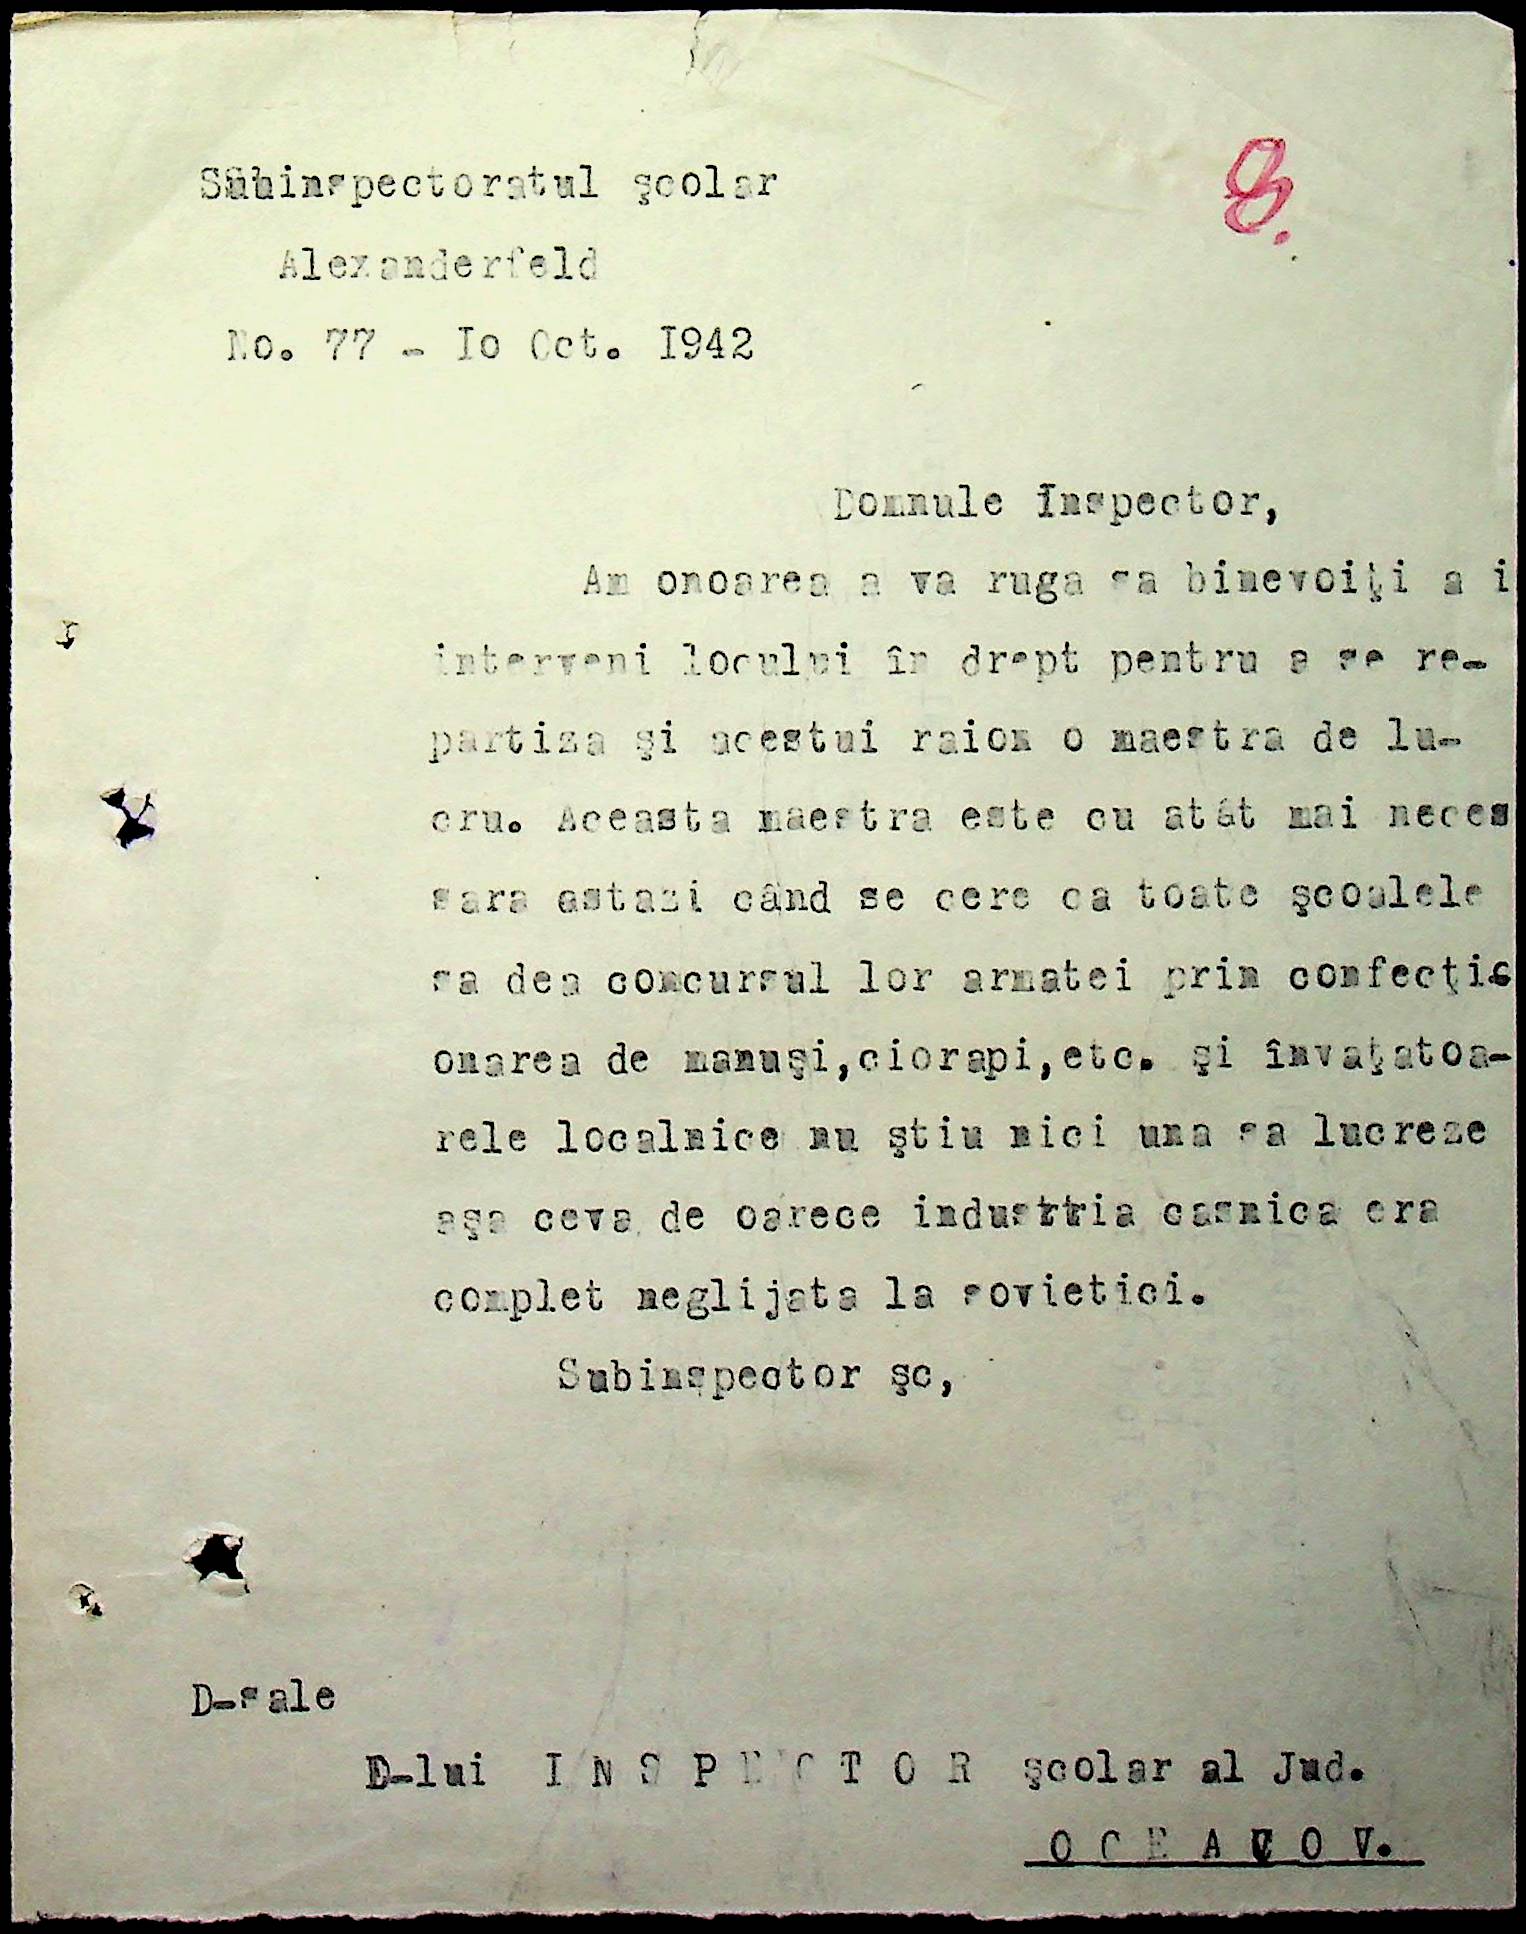 Subinspectoratul şcolar
8.
Alexanderfeld
No. 77 - Io Oct. I942
Domnule Inspector,
Am onoarea a va ruga sa binevoiţi a i
interveni locului în drept pentru a se re-
partiza şi acestui raion o maestra de lu-
cru. Aceasta maestra este cu atât mai neces
sara astazi când se cere ca toate şcoalele
sa dea concursul lor armatei prin confecţi
onarea de manuşi,ciorapi,etc. şi învaţatoa-
rele localnice nu ştiu nici una sa lucreze
aşa ceva de oarece industria casnica era
complet neglijata la sovietici.
Subinspector şc,
D-sale
D-lui I N S P E C T O R şcolar al Jud.
O C E A C O V.